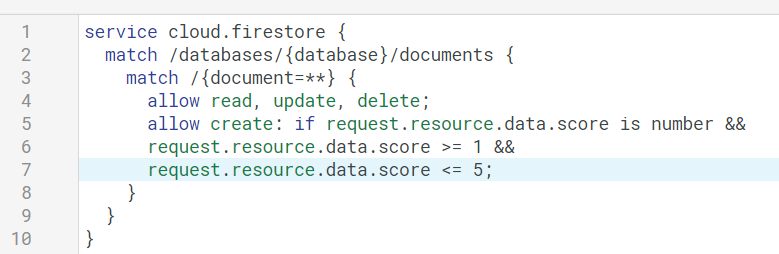 1 service cloud.firestore {
2   match /databases/{database}/documents {
3     match /{document=**} {
4       allow read, update, delete;
5       allow create: if request.resource.data.score is number &&
6       request.resource.data.score >= 1 &&
7       request.resource.data.score <= 5;
8     }
9   }
10 }